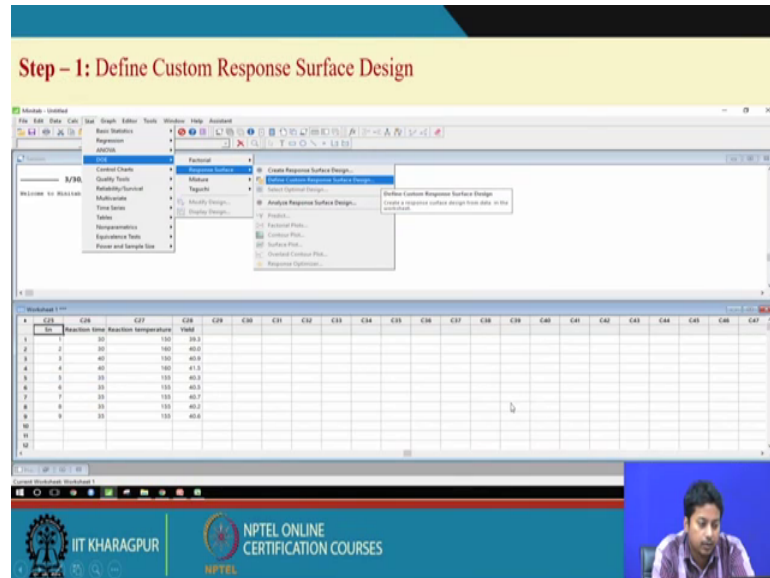 Step – 1: Define Custom Response Surface Design
Minitab - Untitled
File Edit Data Calc Stat Graph Editor Tools Window Help Assistant
Basic Statistics
Regression
ANOVA
DOE
Control Charts
Quality Tools
Reliability/Survival
Multivariate
Time Series
Tables
Nonparametrics
Equivalence Tests
Power and Sample Size
Factorial
Response Surface
Mixture
Taguchi
Modify Design...
Display Design...
Create Response Surface Design...
Define Custom Response Surface Design...
Select Optimal Design...
Analyze Response Surface Design...
Predict...
Factorial Plots...
Contour Plot...
Surface Plot...
Overlaid Contour Plot...
Response Optimizer...
Define Custom Response Surface Design
Create a response surface design from data in the
worksheet.
3/30,
Welcome to Minitab
Worksheet 1 ***
C25 C26 C27 C28 C29 C30 C31 C32 C33 C34 C35 C36 C37 C38 C39 C40 C41 C42 C43 C44 C45 C46 C47
Sn Reaction time Reaction temperature Yield
1 1 30 150 39.3
2 2 30 160 40.0
3 3 40 150 40.9
4 4 40 160 41.5
5 5 35 155 40.3
6 6 35 155 40.5
7 7 35 155 40.7
8 8 35 155 40.2
9 9 35 155 40.6
10
11
12
Current Worksheet: Worksheet 1
IIT KHARAGPUR
NPTEL
NPTEL ONLINE
CERTIFICATION COURSES